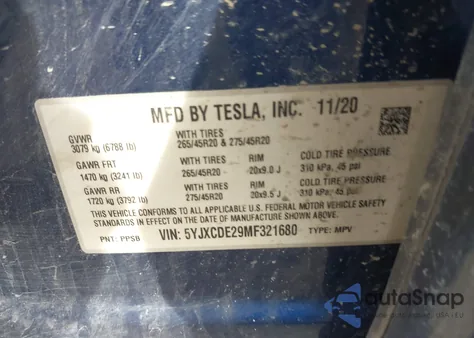 MFD BY TESLA, INC. 11/20
GVWR WITH TIRES
3079 kg (6788 lb) 265/45R20 & 275/45R20
GAWR FRT WITH TIRES RIM COLD TIRE PRESSURE
1470 kg (3241 lb) 265/45R20 20x9.0 J 310 kPa, 45 psi
GAWR RR WITH TIRES RIM COLD TIRE PRESSURE
1720 kg (3792 lb) 275/45R20 20x9.5 J 310 kPa, 45 psi
THIS VEHICLE CONFORMS TO ALL APPLICABLE FEDERAL MOTOR VEHICLE SAFETY
STANDARDS IN EFFECT ON THE DATE OF MANUFACTURE SHOWN ABOVE.
PNT: PPSB VIN: 5YJXCDE29MF321680 TYPE: MPV
autoSnap